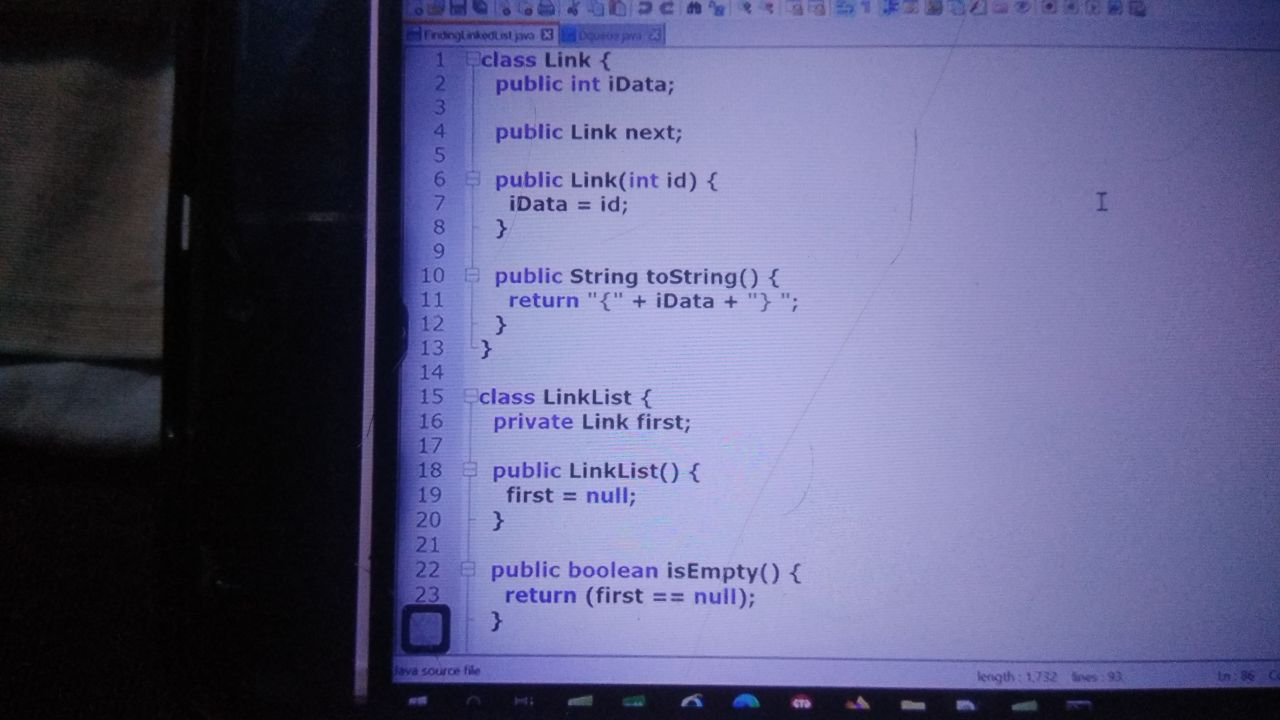 FindingLinkedList.java Dqueue.java
1 class Link {
2 public int iData;
3
4 public Link next;
5
6 public Link(int id) {
7 iData = id;
8 }
9
10 public String toString() {
11 return "{" + iData + "} ";
12 }
13 }
14
15 class LinkList {
16 private Link first;
17
18 public LinkList() {
19 first = null;
20 }
21
22 public boolean isEmpty() {
23 return (first == null);
}
Java source file length : 1,732 lines : 93 Ln : 86